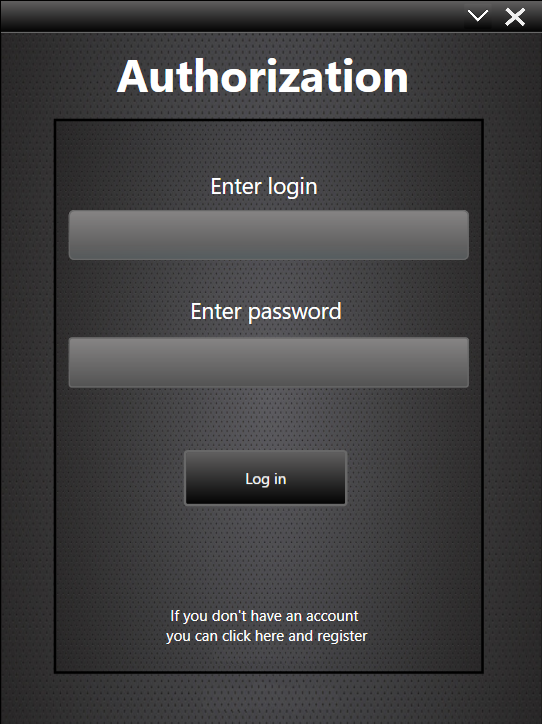 Authorization
Enter login
Enter password
Log in
If you don't have an account
you can click here and register